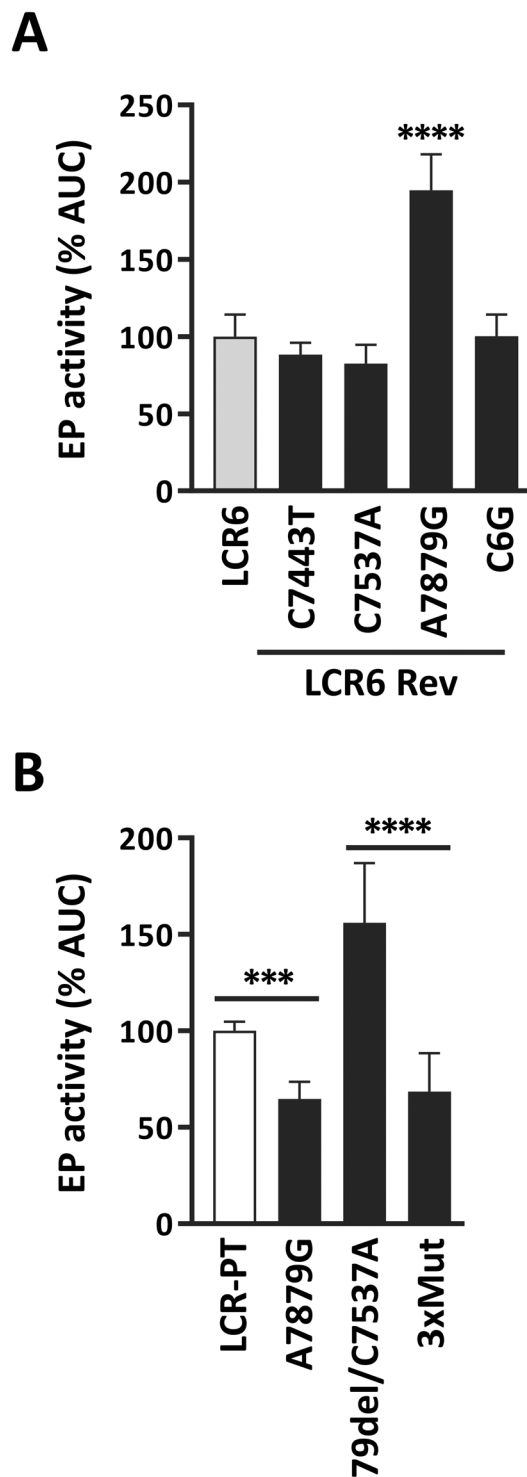 A
EP activity (% AUC)
250
200
150
100
50
0
****
LCR6
C7443T
C7537A
A7879G
C6G
LCR6 Rev
B
EP activity (% AUC)
200
150
100
50
0
***
****
LCR-PT
A7879G
79del/C7537A
3xMut